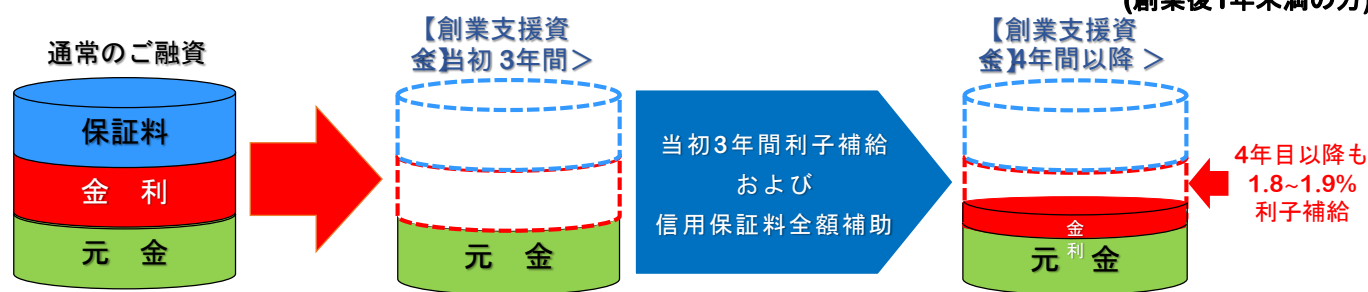 (創業後1年未満の方)
通常のご融資
保証料
金 利
元 金
【創業支援資
金】当初 3年間＞
元 金
当初3年間利子補給
および
信用保証料全額補助
【創業支援資
金】4年間以降 ＞
金
利
元 金
4年目以降も
1.8~1.9%
利子補給